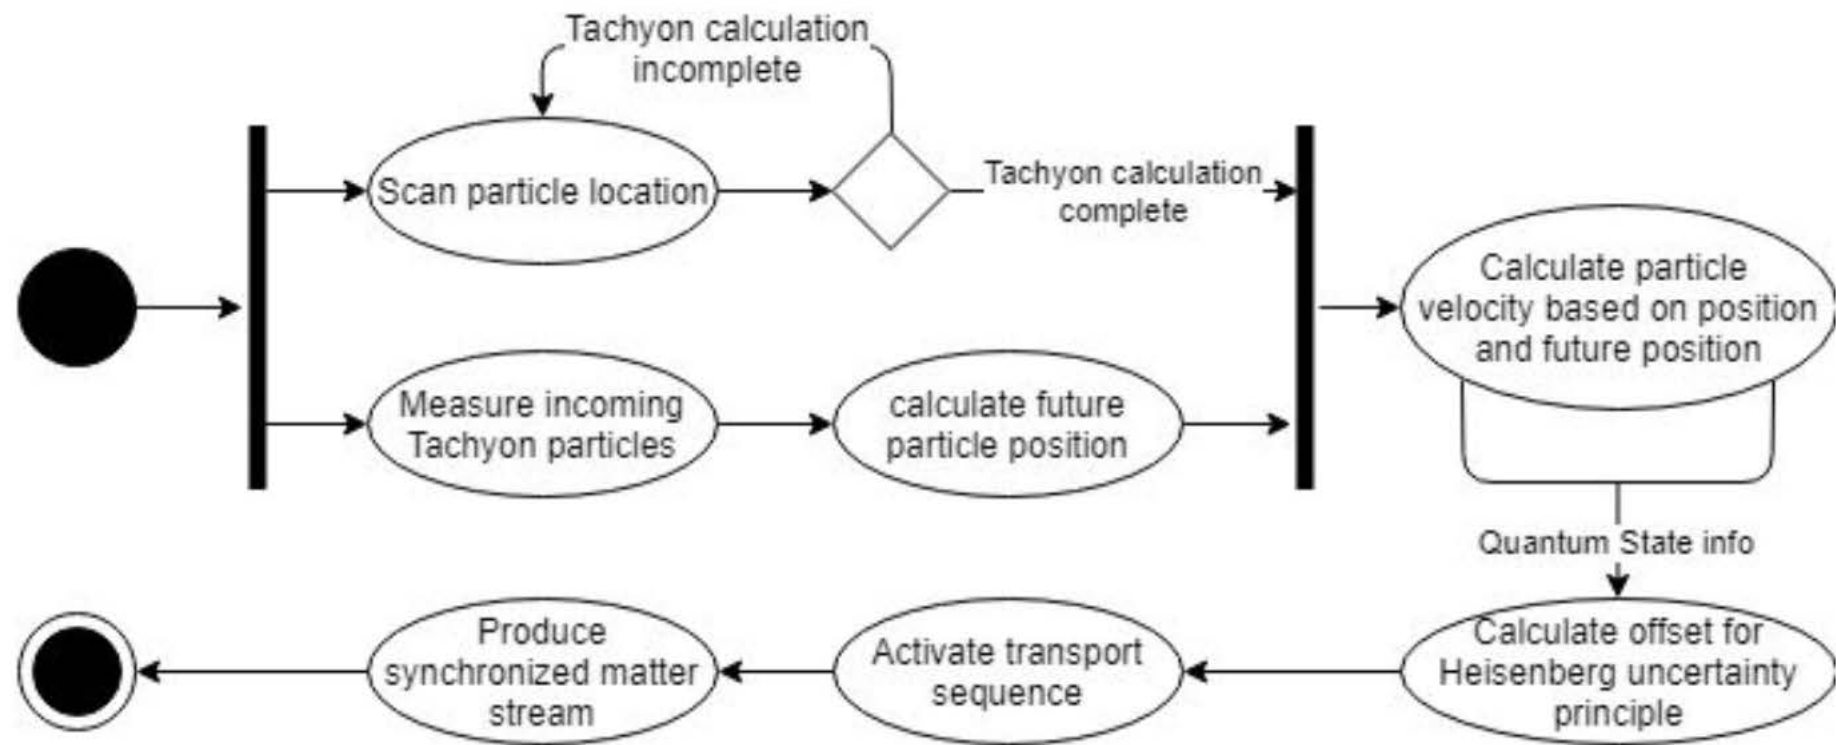 Tachyon calculation
incomplete
Scan particle location
Tachyon calculation
complete
Calculate particle
velocity based on position
and future position
Measure incoming
Tachyon particles
calculate future
particle position
Quantum State info
Calculate offset for
Heisenberg uncertainty
principle
Activate transport
sequence
Produce
synchronized matter
stream